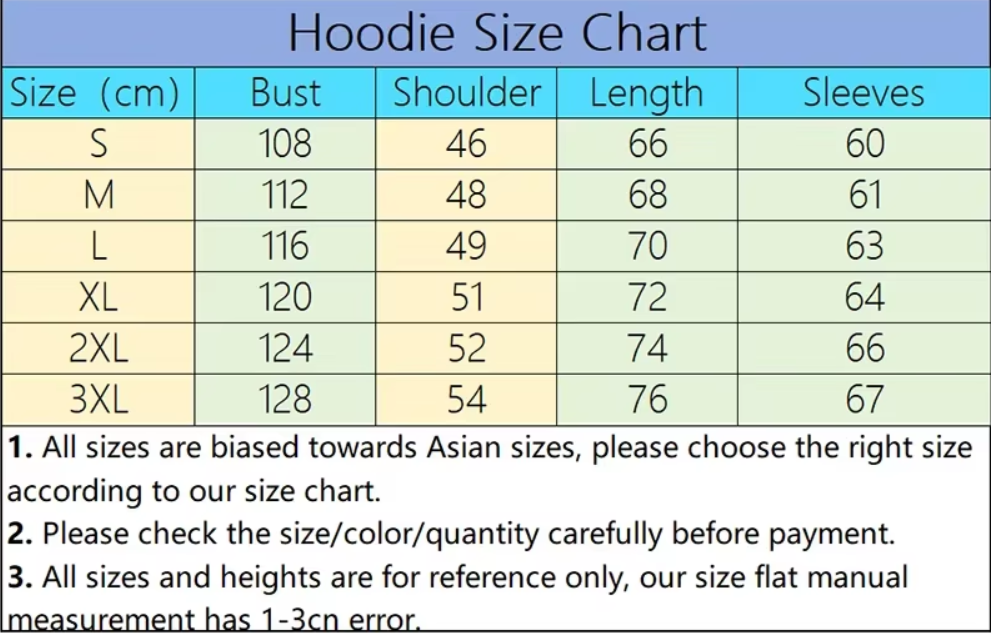 Hoodie Size Chart
Size (cm) Bust Shoulder Length Sleeves
S 108 46 66 60
M 112 48 68 61
L 116 49 70 63
XL 120 51 72 64
2XL 124 52 74 66
3XL 128 54 76 67
1. All sizes are biased towards Asian sizes, please choose the right size
according to our size chart.
2. Please check the size/color/quantity carefully before payment.
3. All sizes and heights are for reference only, our size flat manual
measurement has 1-3cn error.